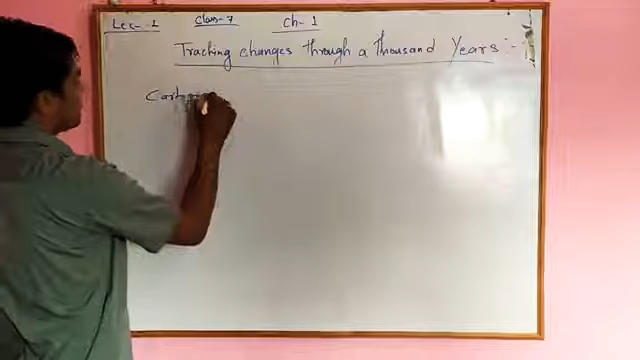 Lec-1 Class-7 Ch-1
Tracking changes through a thousand Years:-